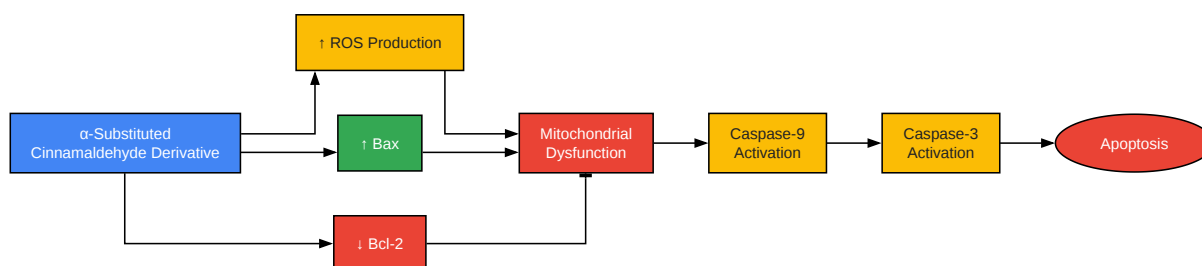 ↑ ROS Production
α-Substituted
Cinnamaldehyde Derivative
↑ Bax
Mitochondrial
Dysfunction
Caspase-9
Activation
Caspase-3
Activation
Apoptosis
↓ Bcl-2